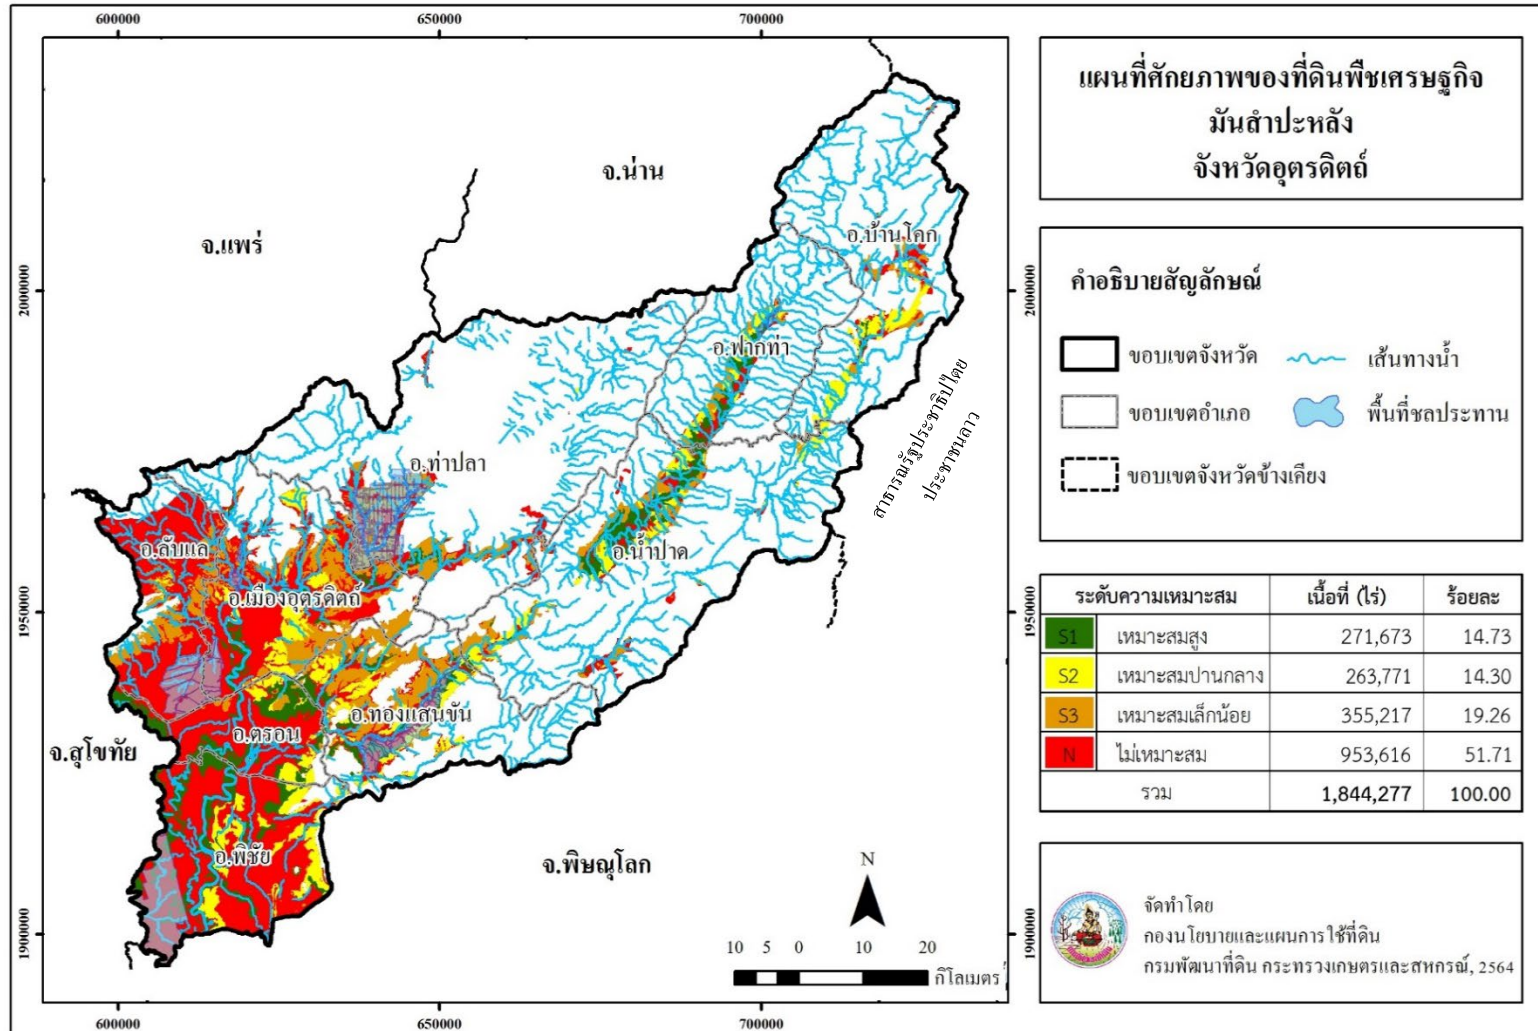 600000 650000 700000
แผนที่ศักยภาพของที่ดินพืชเศรษฐกิจ
มันสำปะหลัง
จังหวัดอุตรดิตถ์
จ.น่าน
จ.แพร่
อ.บ้านโคก
2000000
2000000
อ.ฟากท่า
สาธารณรัฐประชาธิปไตย
ประชาชนลาว
อ.ท่าปลา
อ.ลับแล
อ.น้ำปาด
อ.เมืองอุตรดิตถ์
1950000
1950000
อ.ทองแสนขัน
อ.ตรอน
จ.สุโขทัย
อ.พิชัย
จ.พิษณุโลก
1900000
1900000
N
10 5 0 10 20
กิโลเมตร
600000 650000 700000
คำอธิบายสัญลักษณ์
ขอบเขตจังหวัด เส้นทางน้ำ
ขอบเขตอำเภอ พื้นที่ชลประทาน
ขอบเขตจังหวัดข้างเคียง
ระดับความเหมาะสม เนื้อที่ (ไร่) ร้อยละ
S1 เหมาะสมสูง 271,673 14.73
S2 เหมาะสมปานกลาง 263,771 14.30
S3 เหมาะสมเล็กน้อย 355,217 19.26
N ไม่เหมาะสม 953,616 51.71
รวม 1,844,277 100.00
จัดทำโดย
กองนโยบายและแผนการใช้ที่ดิน
กรมพัฒนาที่ดิน กระทรวงเกษตรและสหกรณ์, 2564